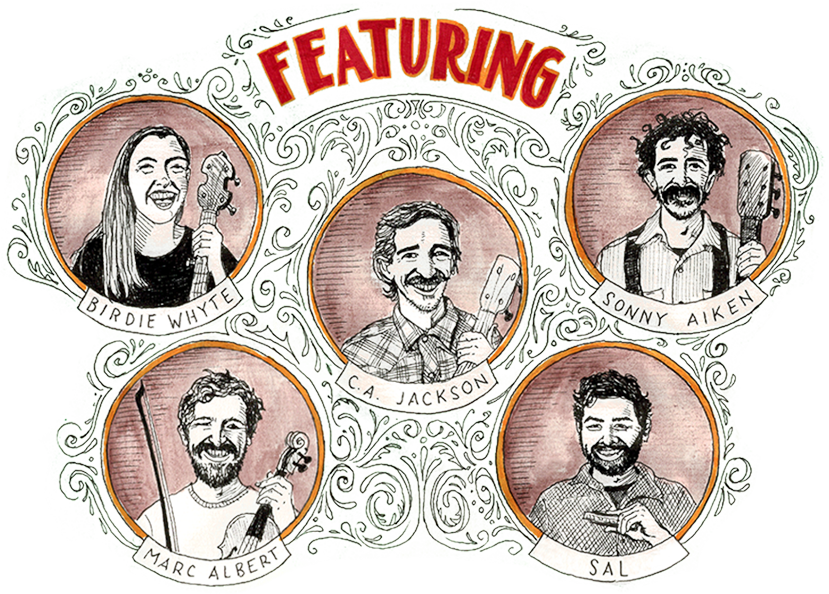 FEATURING
BIRDIE WHYTE
SONNY AIKEN
C.A. JACKSON
MARC ALBERT
SAL